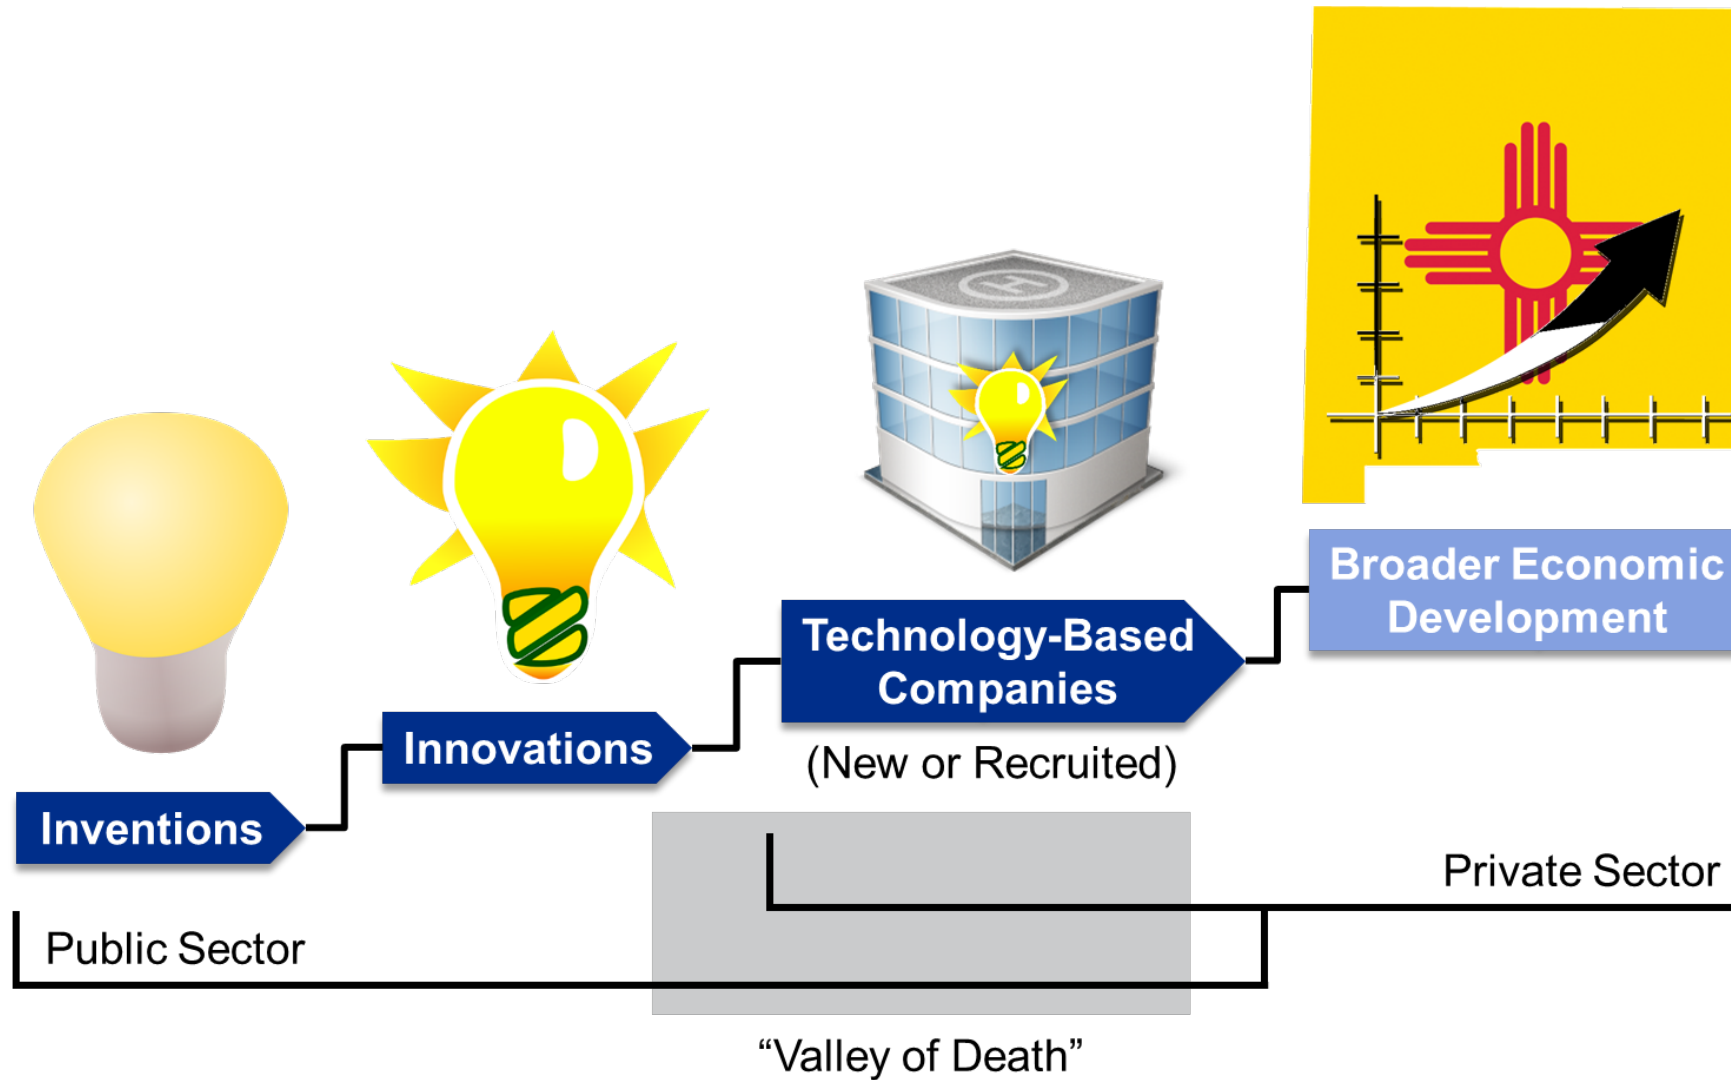 H
Broader Economic
Development
Technology-Based
Companies
(New or Recruited)
Innovations
Inventions
Private Sector
Public Sector
“Valley of Death”